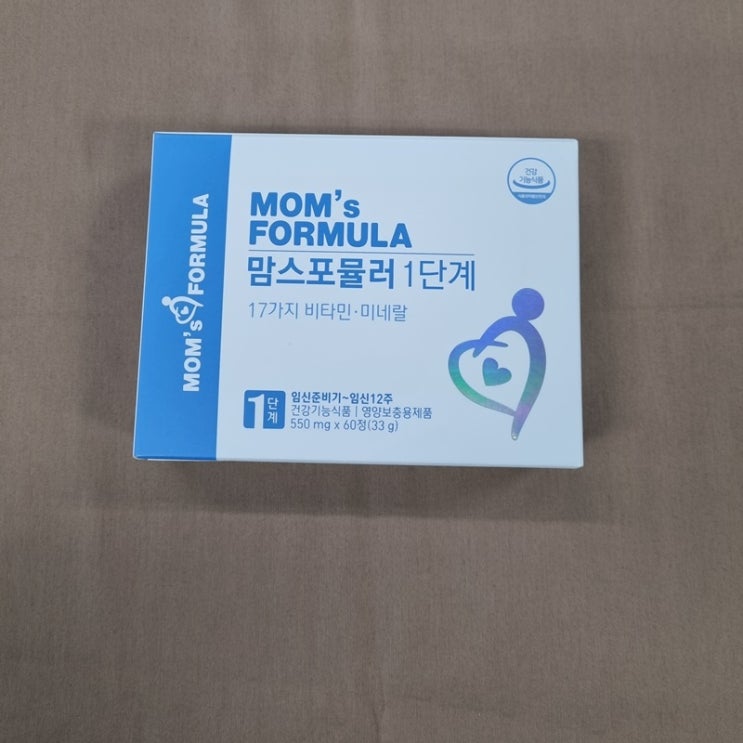 MOM's FORMULA
MOM's
FORMULA
맘스포뮬러 1단계
17가지 비타민·미네랄
1단계
임신준비기~임신12주
건강기능식품 | 영양보충용제품
550 mg x 60정(33 g)
건강
기능식품